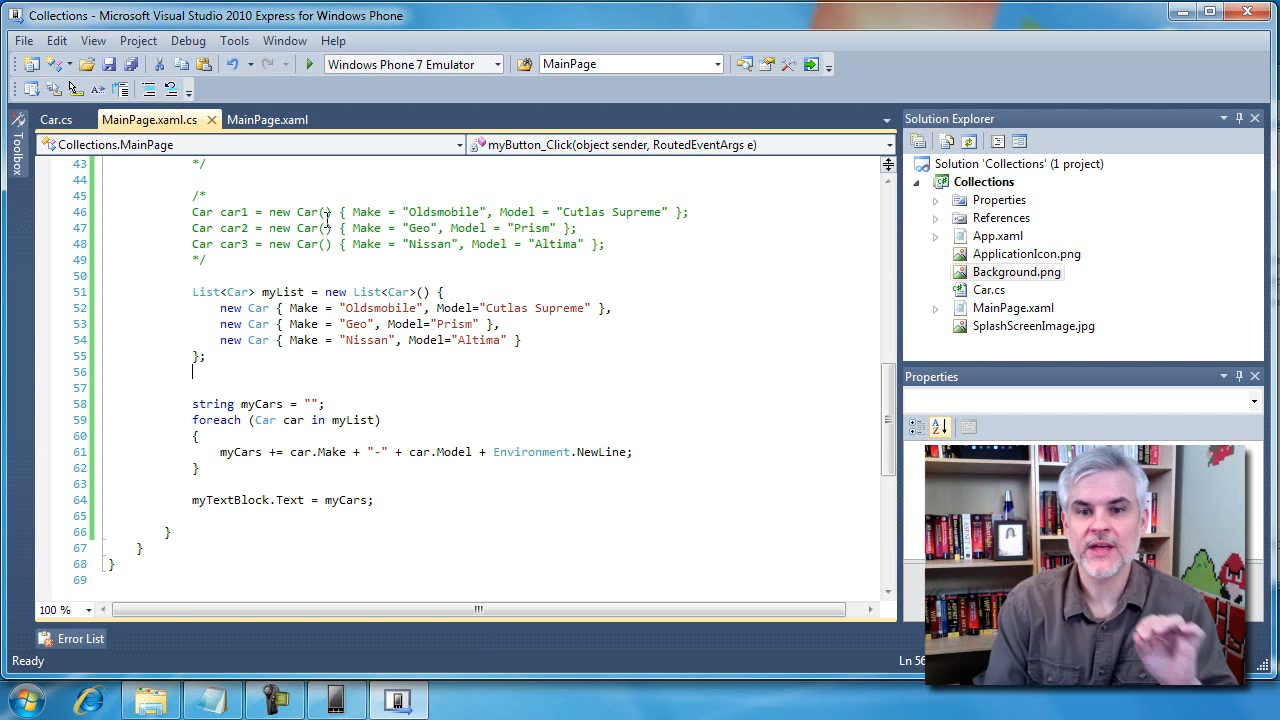 Collections - Microsoft Visual Studio 2010 Express for Windows Phone
File Edit View Project Debug Tools Window Help
Windows Phone 7 Emulator MainPage
Car.cs MainPage.xaml.cs MainPage.xaml
Collections.MainPage myButton_Click(object sender, RoutedEventArgs e)
Toolbox
43 */
44
45 /*
46 Car car1 = new Car() { Make = "Oldsmobile", Model = "Cutlas Supreme" };
47 Car car2 = new Car() { Make = "Geo", Model = "Prism" };
48 Car car3 = new Car() { Make = "Nissan", Model = "Altima" };
49 */
50
51 List<Car> myList = new List<Car>() {
52 new Car { Make = "Oldsmobile", Model="Cutlas Supreme" },
53 new Car { Make = "Geo", Model="Prism" },
54 new Car { Make = "Nissan", Model="Altima" }
55 };
56
57
58 string myCars = "";
59 foreach (Car car in myList)
60 {
61 myCars += car.Make + "-" + car.Model + Environment.NewLine;
62 }
63
64 myTextBlock.Text = myCars;
65
66 }
67 }
68 }
69
100 %
Error List
Ready Ln 56
Solution Explorer
Solution 'Collections' (1 project)
Collections
Properties
References
App.xaml
ApplicationIcon.png
Background.png
Car.cs
MainPage.xaml
SplashScreenImage.jpg
Properties